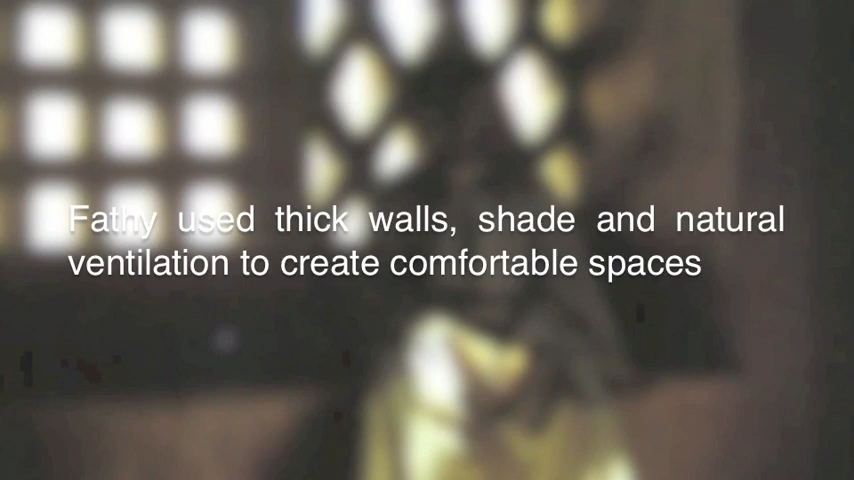 Fathy used thick walls, shade and natural
ventilation to create comfortable spaces